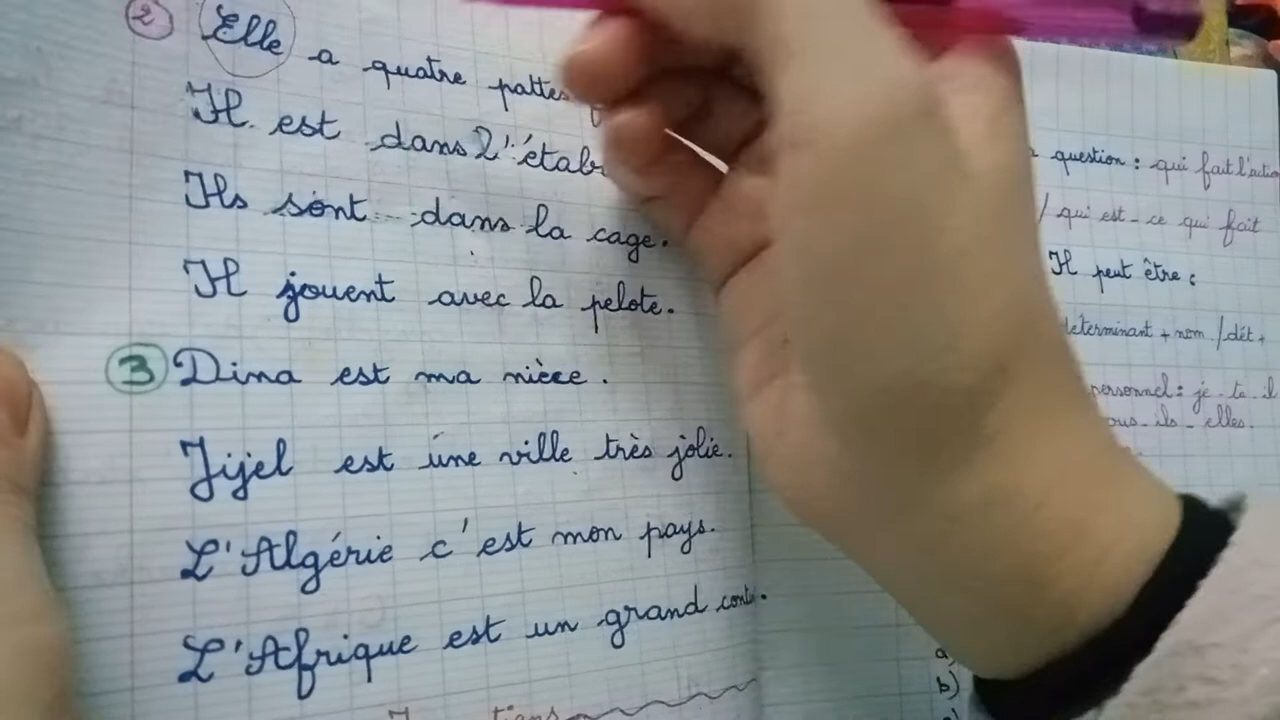 2 Elle a quatre pattes
Il est dans l'étab
Ils sont dans la cage.
Il jouent avec la pelote.
3 Dina est ma nièce.
Jijel est une ville très jolie.
L'Algérie c'est mon pays.
L'Afrique est un grand conti.
question : qui fait l'action
/ qui est-ce qui fait
Il peut être :
déterminant + nom / dét +
personnel : je - tu - il
ous - ils - elles.
a)
b)